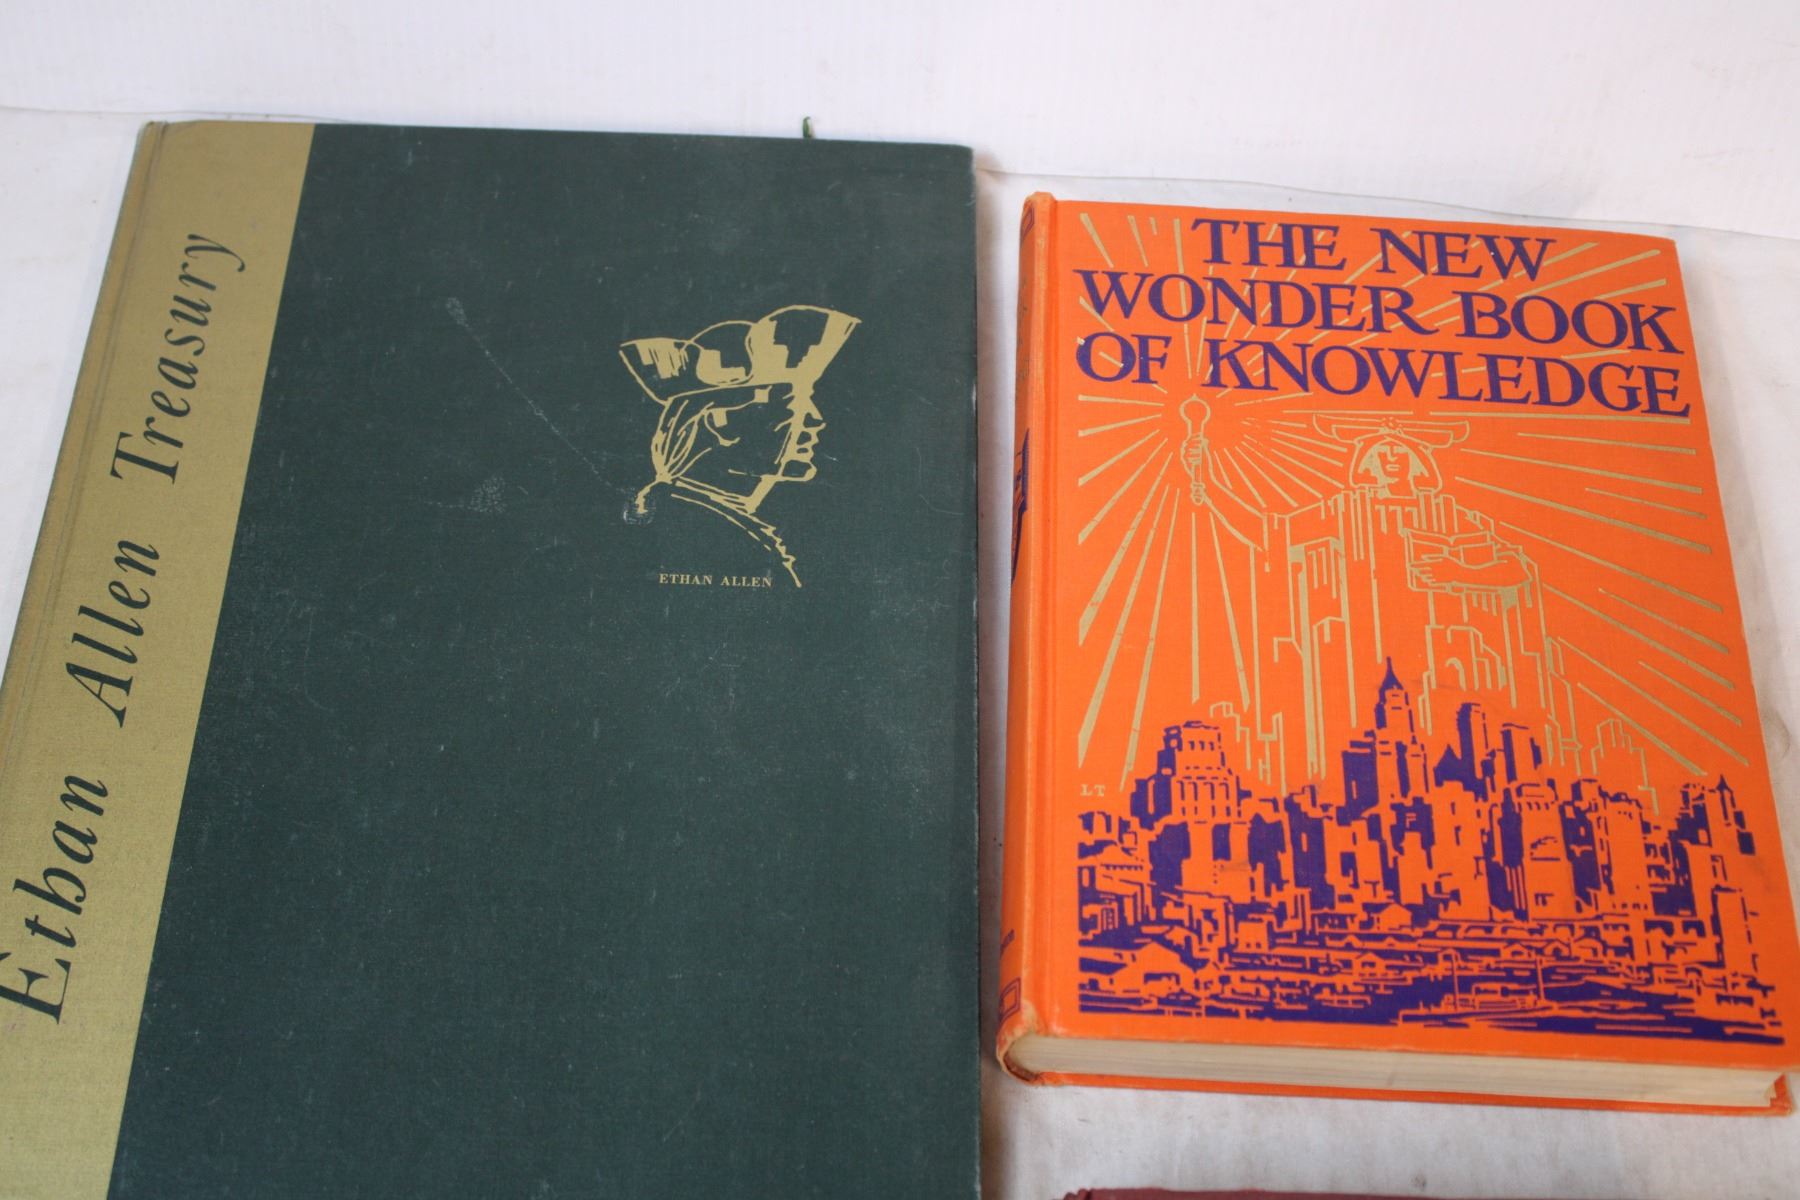 Ethan Allen Treasury
ETHAN ALLEN
THE NEW
WONDER BOOK
OF KNOWLEDGE
LT